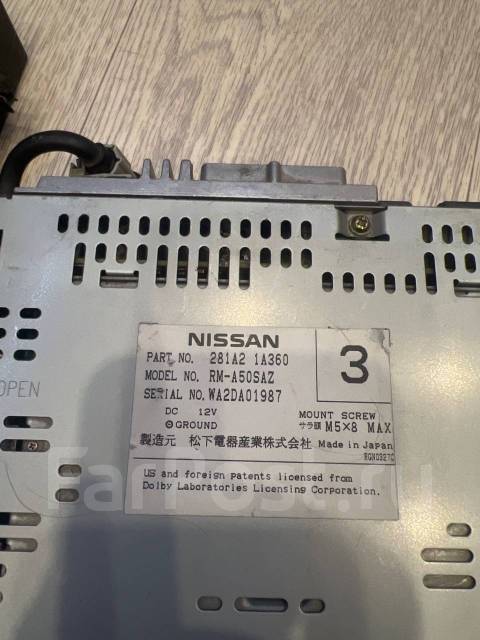 NISSAN
PART NO. 281A2 1A360
MODEL NO. RM-A50SAZ
SERIAL NO. WA2DA01987
3
DC 12V
⊖GROUND
MOUNT SCREW
サラ頭 M5×8 MAX
製造元 松下電器産業株式会社 Made in Japan
EGN0327C
US and foreign patents licensed from
Dolby Laboratories Licensing Corporation.
OPEN
FarPost.ru